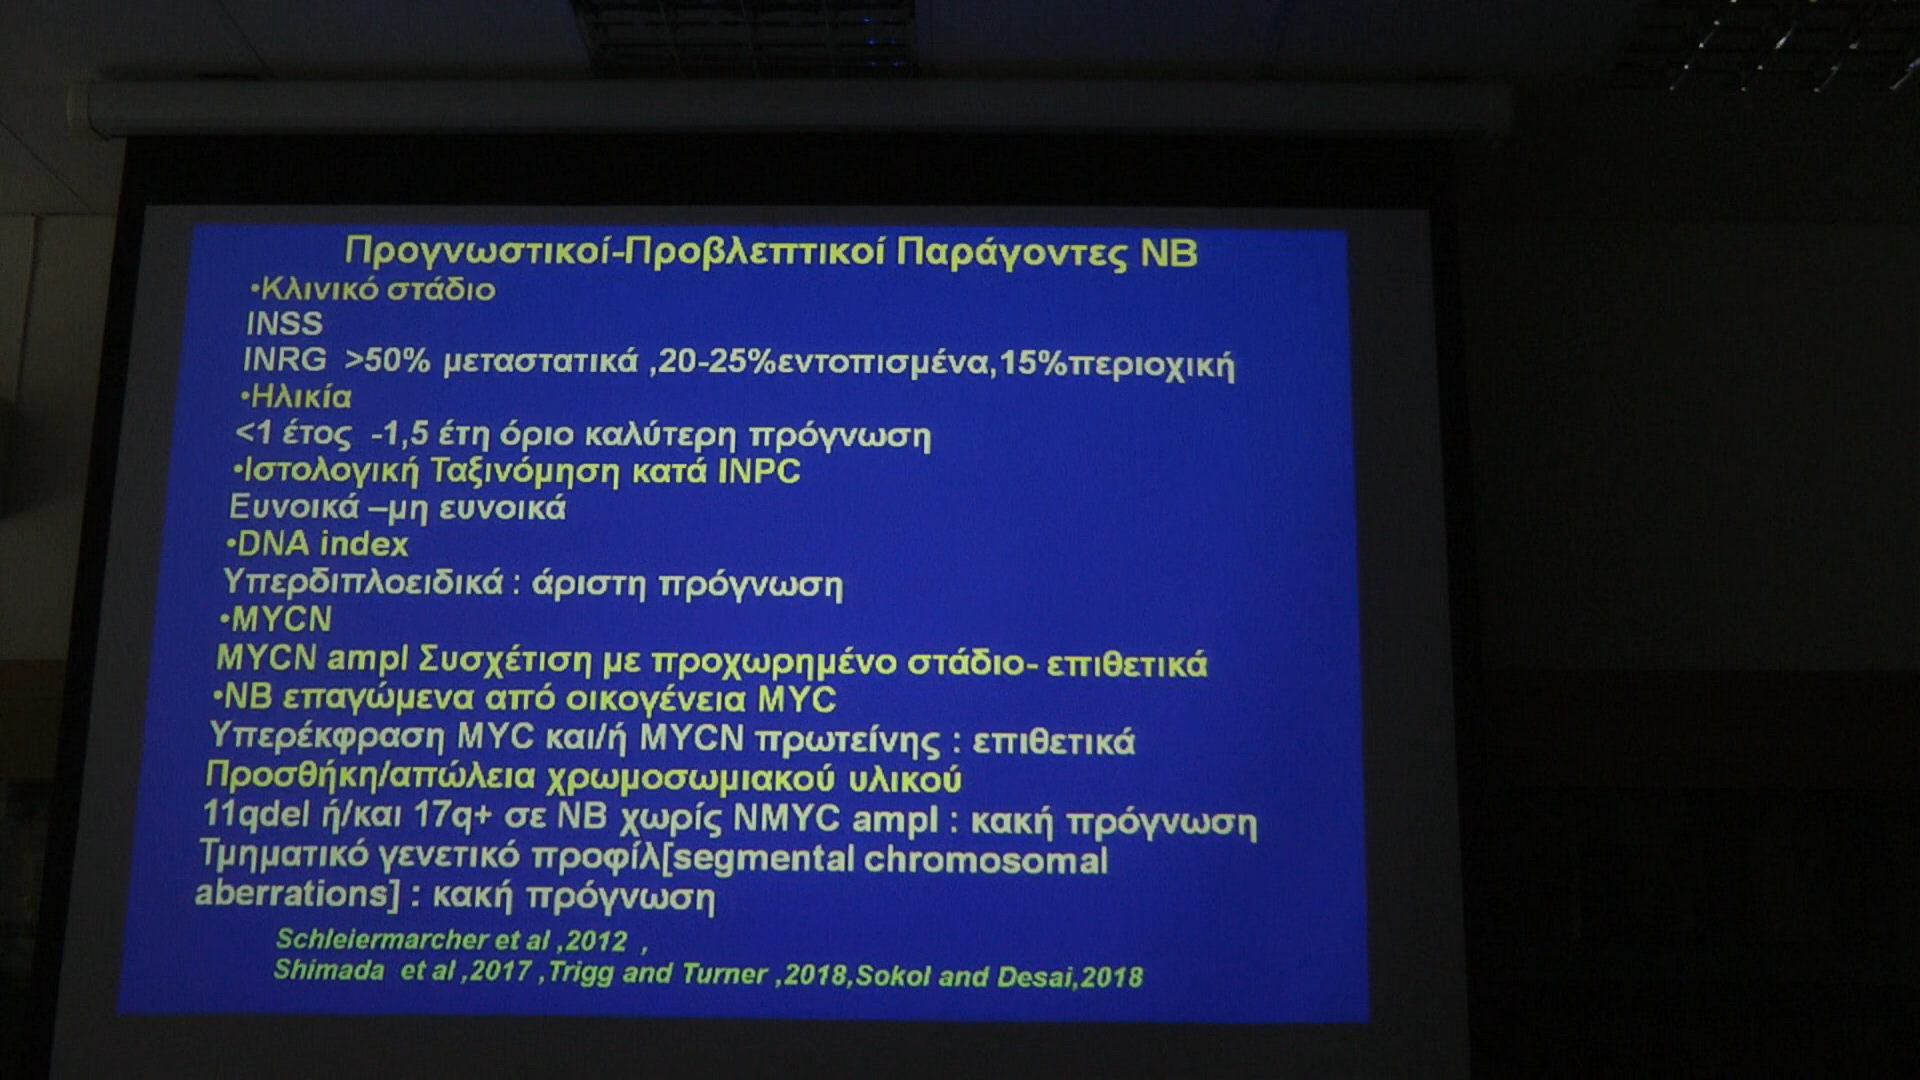 Προγνωστικοί-Προβλεπτικοί Παράγοντες NB
•Κλινικό στάδιο
INSS
INRG >50% μεταστατικά ,20-25%εντοπισμένα,15%περιοχική
•Ηλικία
<1 έτος -1,5 έτη όριο καλύτερη πρόγνωση
•Ιστολογική Ταξινόμηση κατά INPC
Ευνοικά –μη ευνοικά
•DNA index
Υπερδιπλοειδικά : άριστη πρόγνωση
•MYCN
MYCN ampl Συσχέτιση με προχωρημένο στάδιο- επιθετικά
•NB επαγώμενα από οικογένεια MYC
Υπερέκφραση MYC και/ή MYCN πρωτείνης : επιθετικά
Προσθήκη/απώλεια χρωμοσωμιακού υλικού
11qdel ή/και 17q+ σε NB χωρίς NMYC ampl : κακή πρόγνωση
Τμηματικό γενετικό προφίλ[segmental chromosomal
aberrations] : κακή πρόγνωση
Schleiermarcher et al ,2012 ,
Shimada et al ,2017 ,Trigg and Turner ,2018,Sokol and Desai,2018